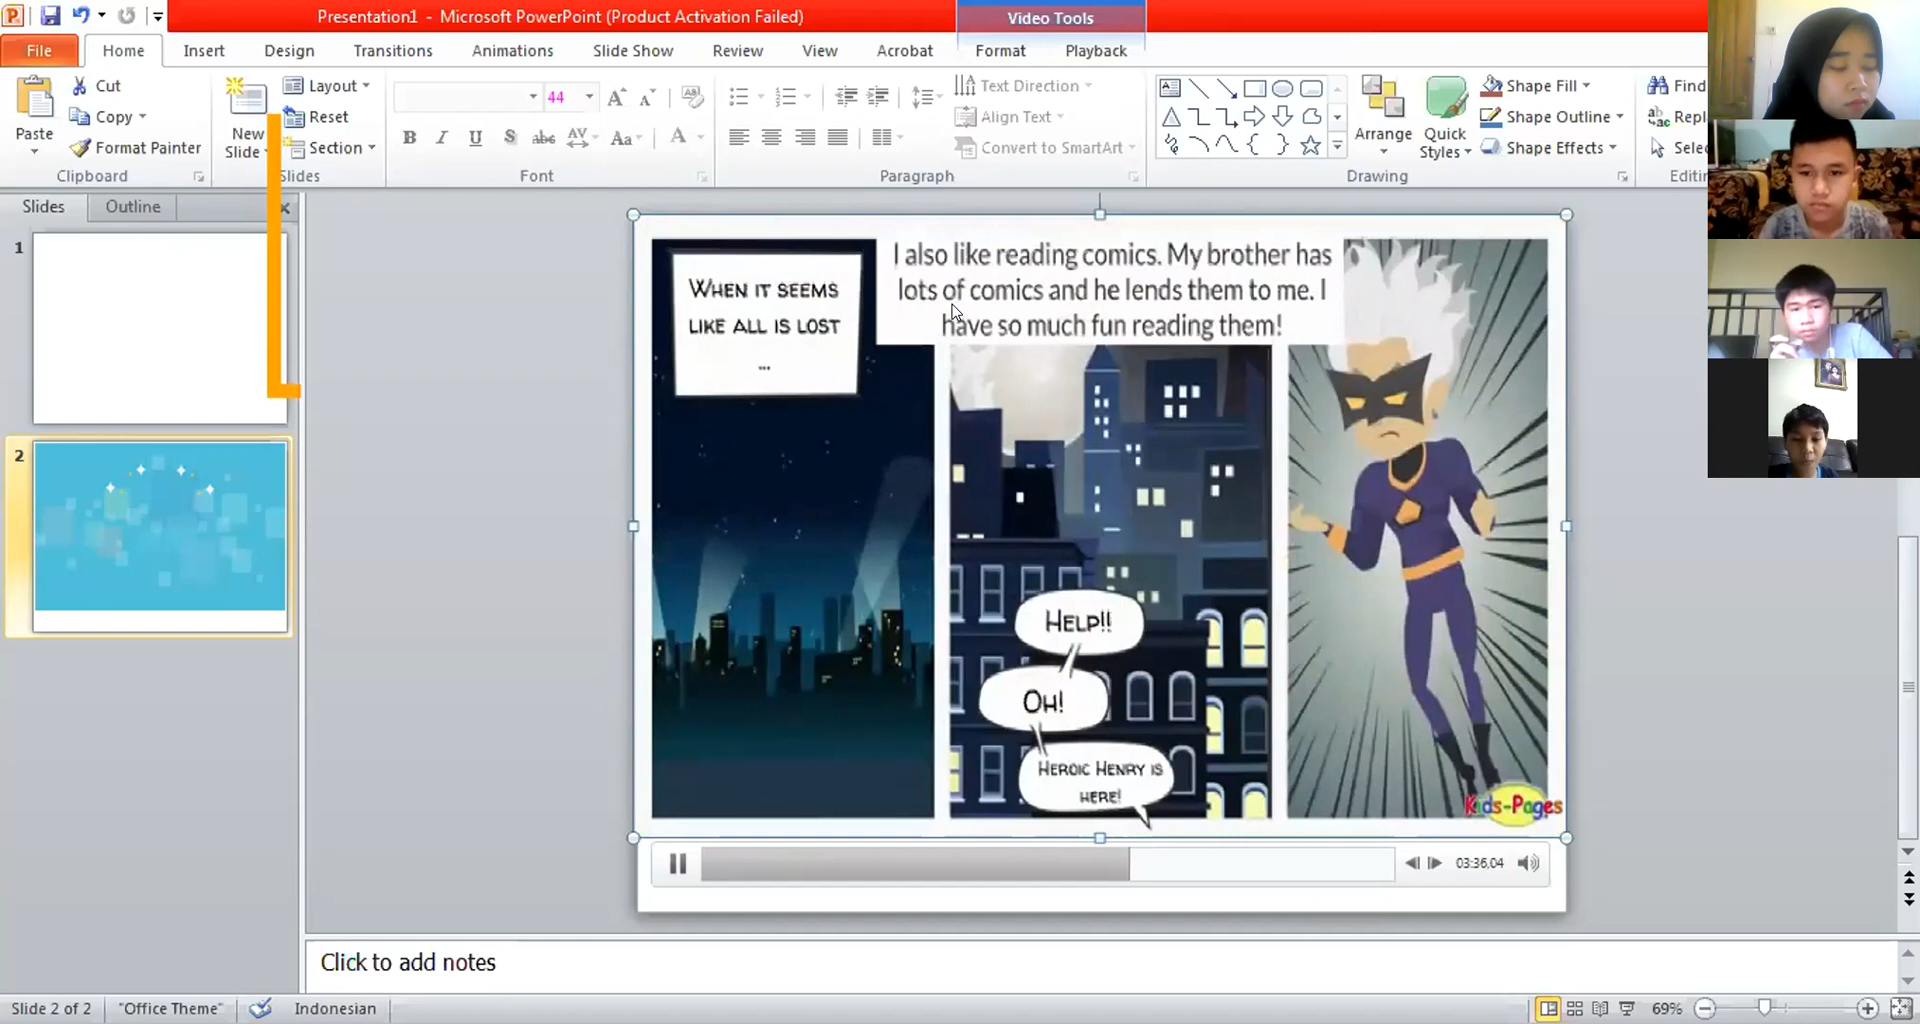 Presentation1 - Microsoft PowerPoint (Product Activation Failed)
Video Tools
File
Home
Insert
Design
Transitions
Animations
Slide Show
Review
View
Acrobat
Format
Playback
Paste
Cut
Copy
Format Painter
Clipboard
New
Slide
Layout
Reset
Section
Slides
44
Font
Text Direction
Align Text
Convert to SmartArt
Paragraph
Arrange
Quick
Styles
Shape Fill
Shape Outline
Shape Effects
Drawing
Find
Repl
Selec
Editin
Slides
Outline
1
2
WHEN IT SEEMS
LIKE ALL IS LOST
...
I also like reading comics. My brother has
lots of comics and he lends them to me. I
have so much fun reading them!
HELP!!
OH!
HEROIC HENRY IS
HERE!
Kids-Pages
03:36,04
Click to add notes
Slide 2 of 2
"Office Theme"
Indonesian
69%